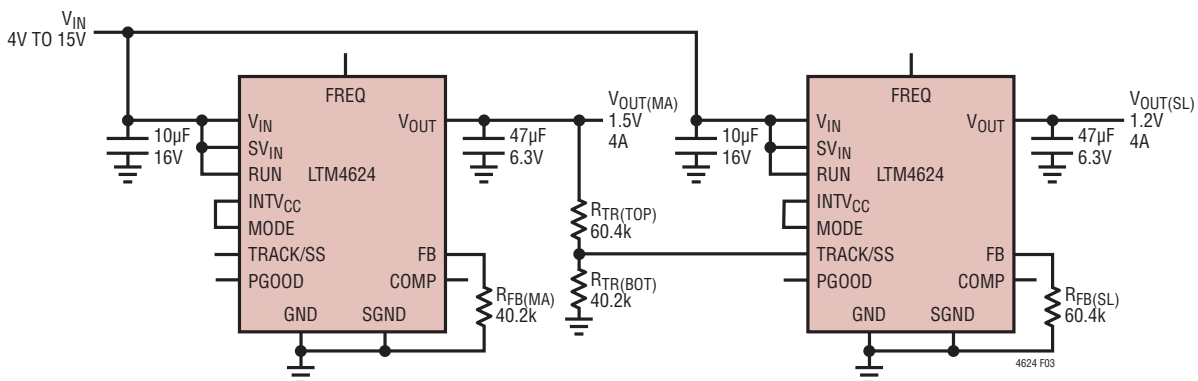 VIN
4V TO 15V
10µF
16V
FREQ
VIN
SVIN
RUN
INTVCC
MODE
TRACK/SS
PGOOD
LTM4624
VOUT
FB
COMP
GND
SGND
47µF
6.3V
RFB(MA)
40.2k
VOUT(MA)
1.5V
4A
RTR(TOP)
60.4k
RTR(BOT)
40.2k
10µF
16V
FREQ
VIN
SVIN
RUN
INTVCC
MODE
TRACK/SS
PGOOD
LTM4624
VOUT
FB
COMP
GND
SGND
47µF
6.3V
VOUT(SL)
1.2V
4A
RFB(SL)
60.4k
4624 F03